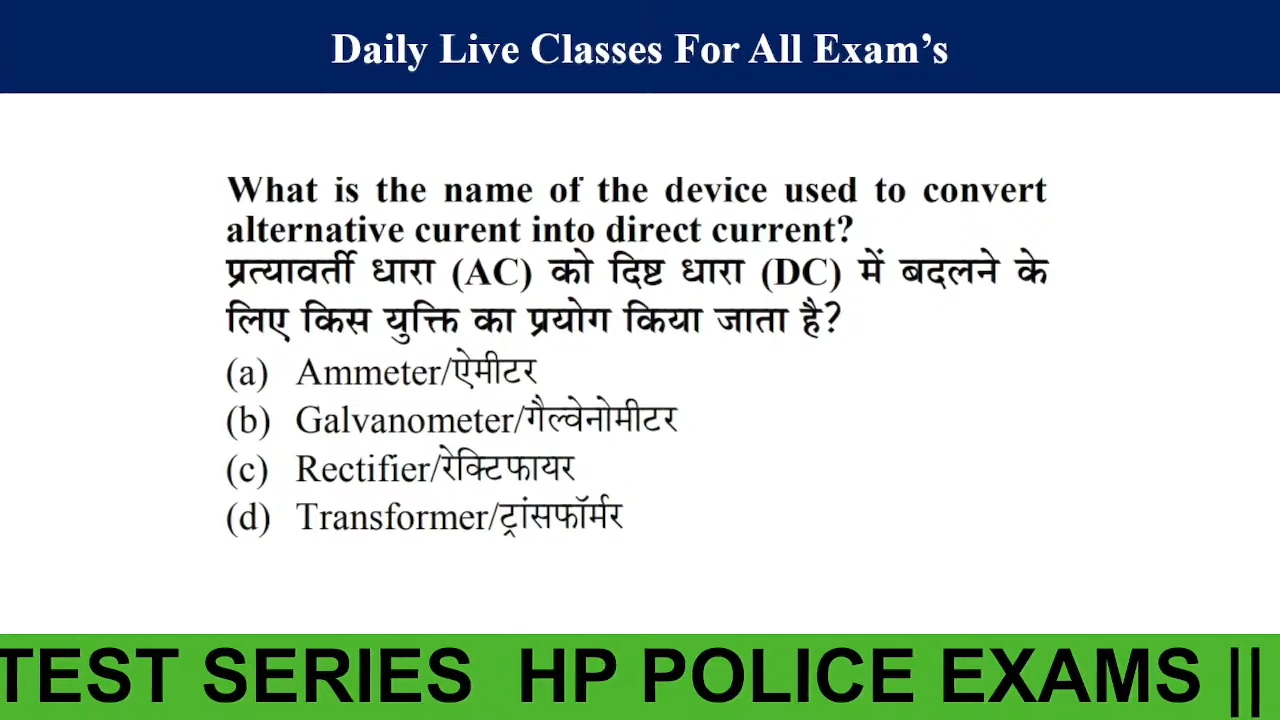 Daily Live Classes For All Exam’s
What is the name of the device used to convert
alternative curent into direct current?
प्रत्यावर्ती धारा (AC) को दिष्ट धारा (DC) में बदलने के
लिए किस युक्ति का प्रयोग किया जाता है?
(a) Ammeter/ऐमीटर
(b) Galvanometer/गैल्वेनोमीटर
(c) Rectifier/रेक्टिफायर
(d) Transformer/ट्रांसफॉर्मर
TEST SERIES HP POLICE EXAMS ||